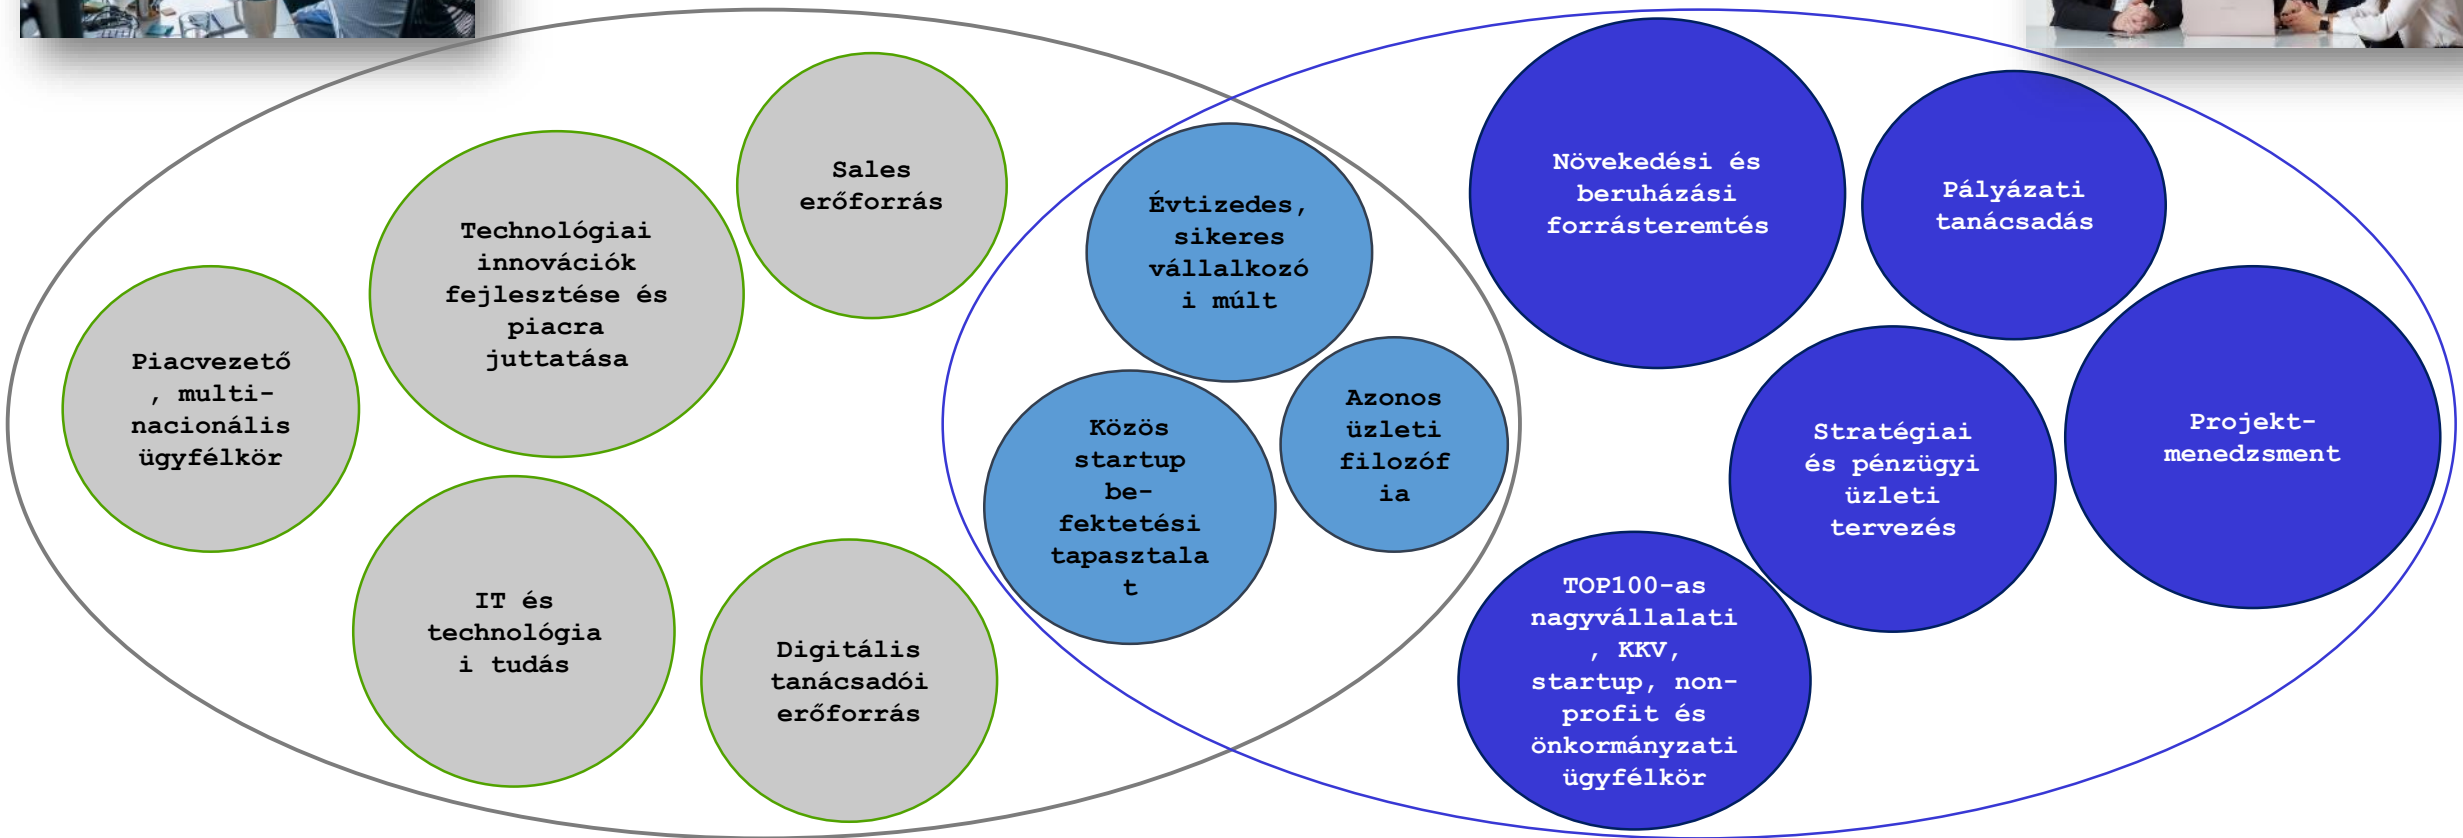 Sales
erőforrás
Technológiai
innovációk
fejlesztése és
piacra
juttatása
Piacvezető
, multi-
nacionális
ügyfélkör
IT és
technológia
i tudás
Digitális
tanácsadói
erőforrás
Évtizedes,
sikeres
vállalkozó
i múlt
Azonos
üzleti
filozóf
ia
Közös
startup
be-
fektetési
tapasztala
t
Növekedési és
beruházási
forrásteremtés
Pályázati
tanácsadás
Stratégiai
és pénzügyi
üzleti
tervezés
Projekt-
menedzsment
TOP100-as
nagyvállalati
, KKV,
startup, non-
profit és
önkormányzati
ügyfélkör